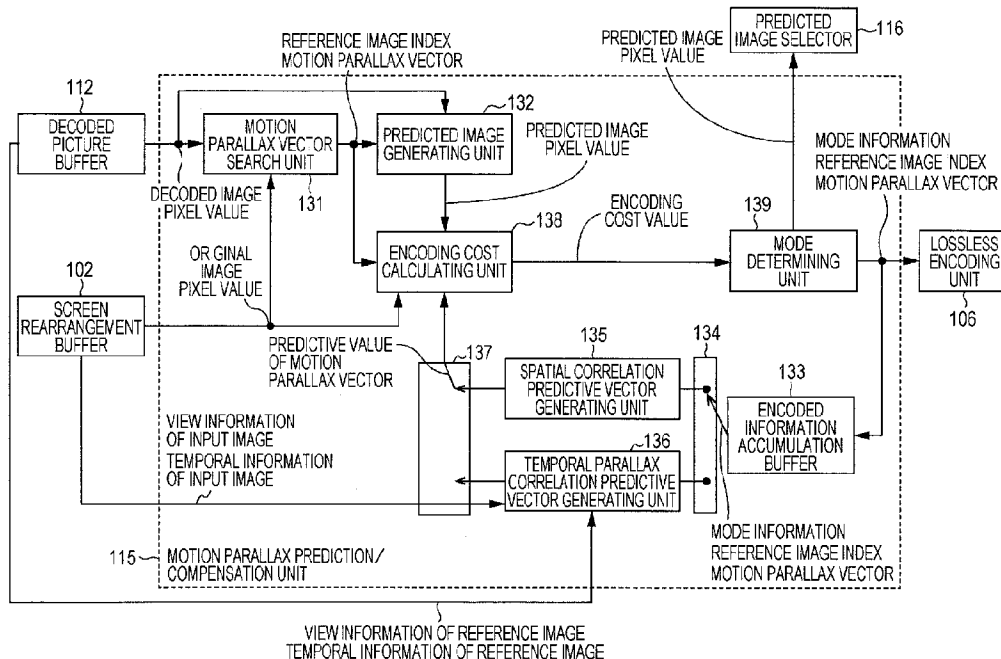 PREDICTED
IMAGE SELECTOR
116
PREDICTED IMAGE
PIXEL VALUE
REFERENCE IMAGE INDEX
MOTION PARALLAX VECTOR
112
DECODED
PICTURE
BUFFER
MOTION
PARALLAX VECTOR
SEARCH UNIT
131
132
PREDICTED IMAGE
GENERATING UNIT
PREDICTED IMAGE
PIXEL VALUE
MODE INFORMATION
REFERENCE IMAGE INDEX
MOTION PARALLAX VECTOR
DECODED IMAGE
PIXEL VALUE
138
ENCODING COST
CALCULATING UNIT
ENCODING
COST VALUE
139
MODE
DETERMINING
UNIT
LOSSLESS
ENCODING
UNIT
106
OR GINAL
IMAGE
PIXEL VALUE
102
SCREEN
REARRANGEMENT
BUFFER
PREDICTIVE VALUE
OF MOTION
PARALLAX VECTOR
137
135
SPATIAL CORRELATION
PREDICTIVE VECTOR
GENERATING UNIT
134
133
ENCODED
INFORMATION
ACCUMULATION
BUFFER
VIEW INFORMATION
OF INPUT IMAGE
TEMPORAL INFORMATION
OF INPUT IMAGE
136
TEMPORAL PARALLAX
CORRELATION PREDICTIVE
VECTOR GENERATING UNIT
MODE INFORMATION
REFERENCE IMAGE INDEX
MOTION PARALLAX VECTOR
115
MOTION PARALLAX PREDICTION/
COMPENSATION UNIT
VIEW INFORMATION OF REFERENCE IMAGE
TEMPORAL INFORMATION OF REFERENCE IMAGE